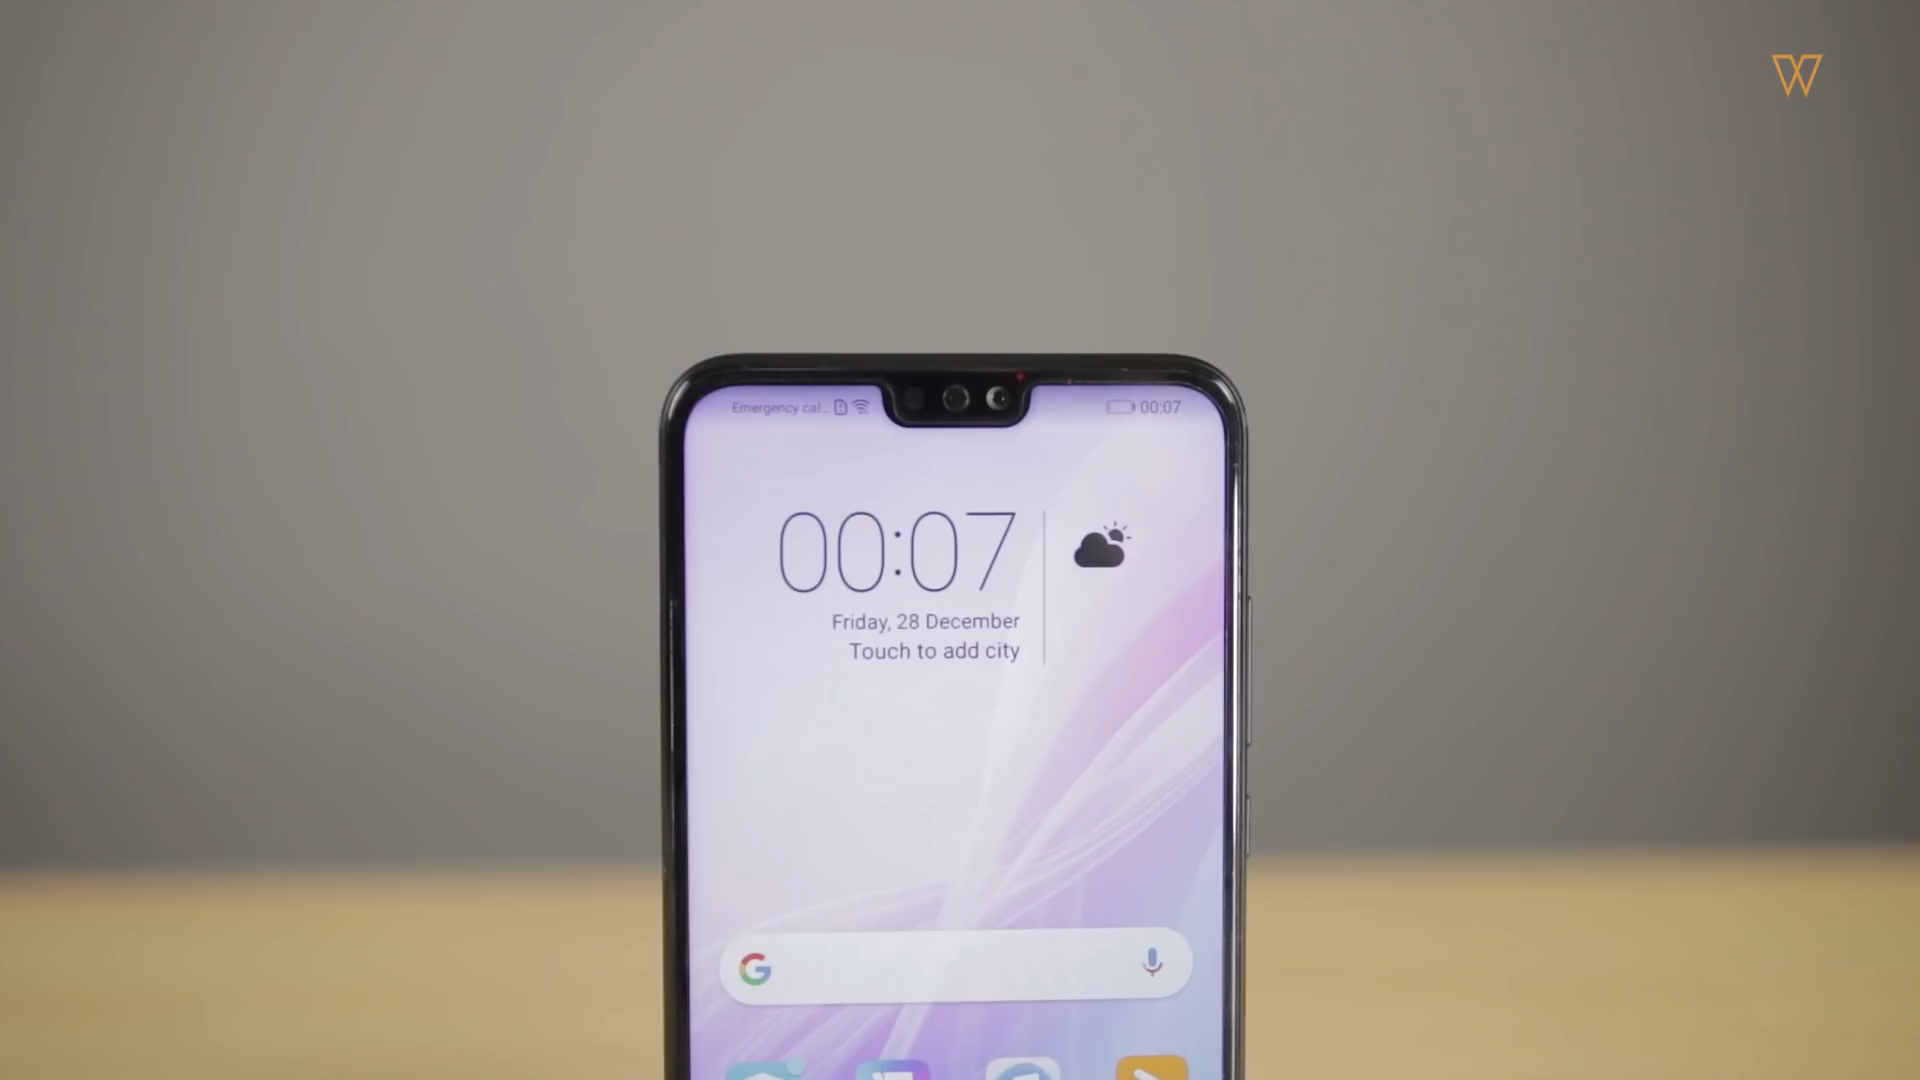 W
Emergency cal... 00:07
00:07
Friday, 28 December
Touch to add city
G